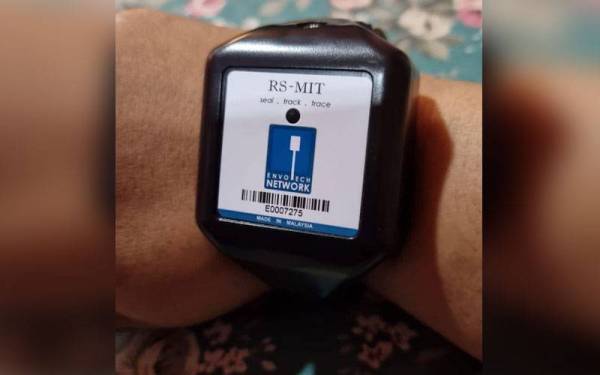 RS-MIT
seal . track . trace
ENVOTECH
NETWORK
E0007275
MADE IN MALAYSIA